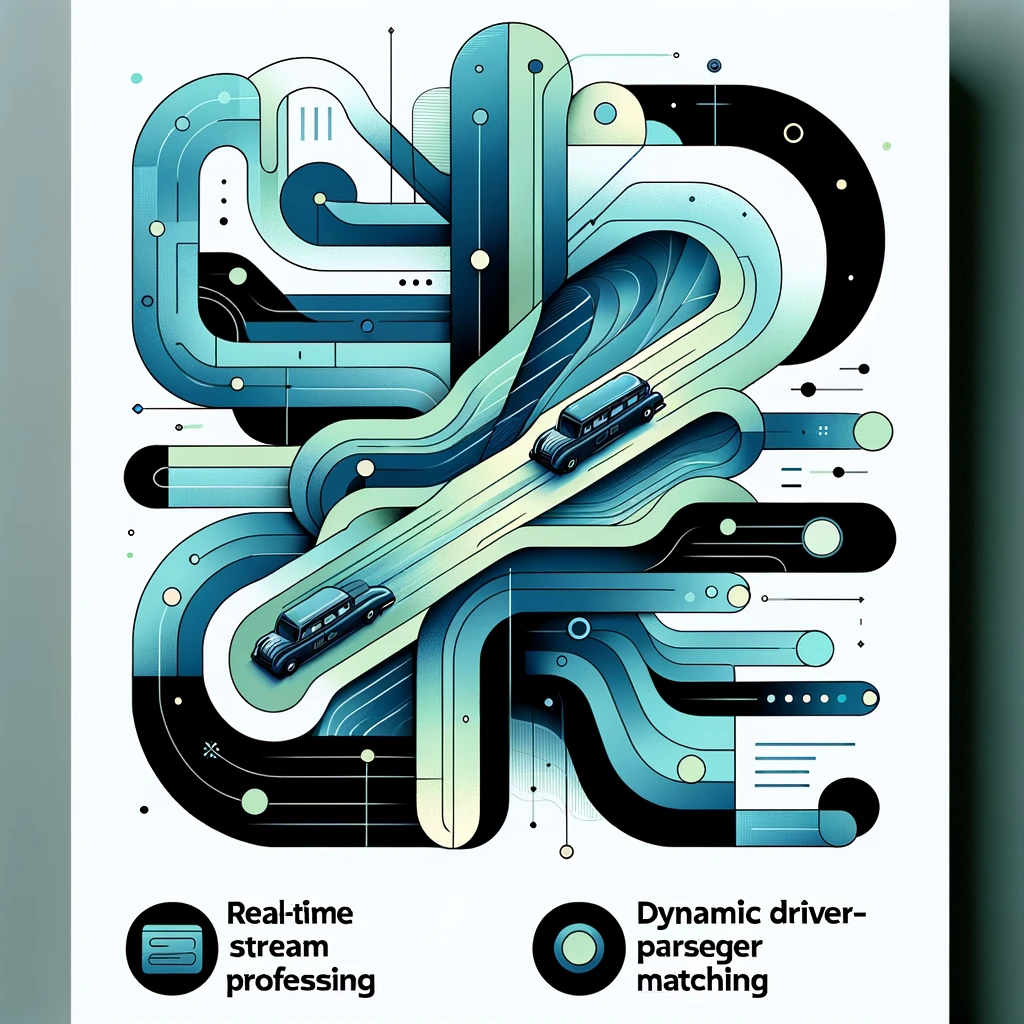 Real-time
stream
professing
Dynamic driver-
parseger
matching